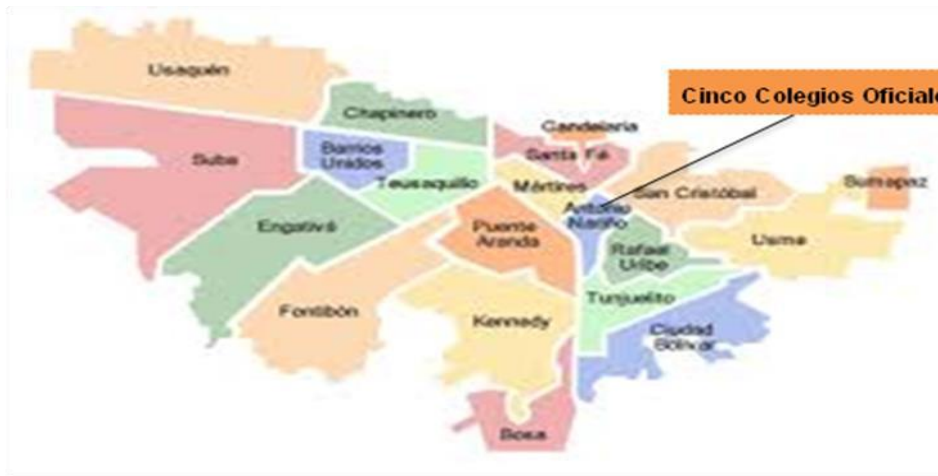 Usaquén
Cinco Colegios Oficiale
Chapinero
Candelaria
Barrios
Unidos
Suba
Santa Fé
Teusaquillo
Mártires
San Cristóbal
Sumapaz
Antonio
Nariño
Engativá
Puente
Aranda
Usme
Rafael
Uribe
Tunjuelito
Fontibón
Kennedy
Ciudad
Bolívar
Bosa